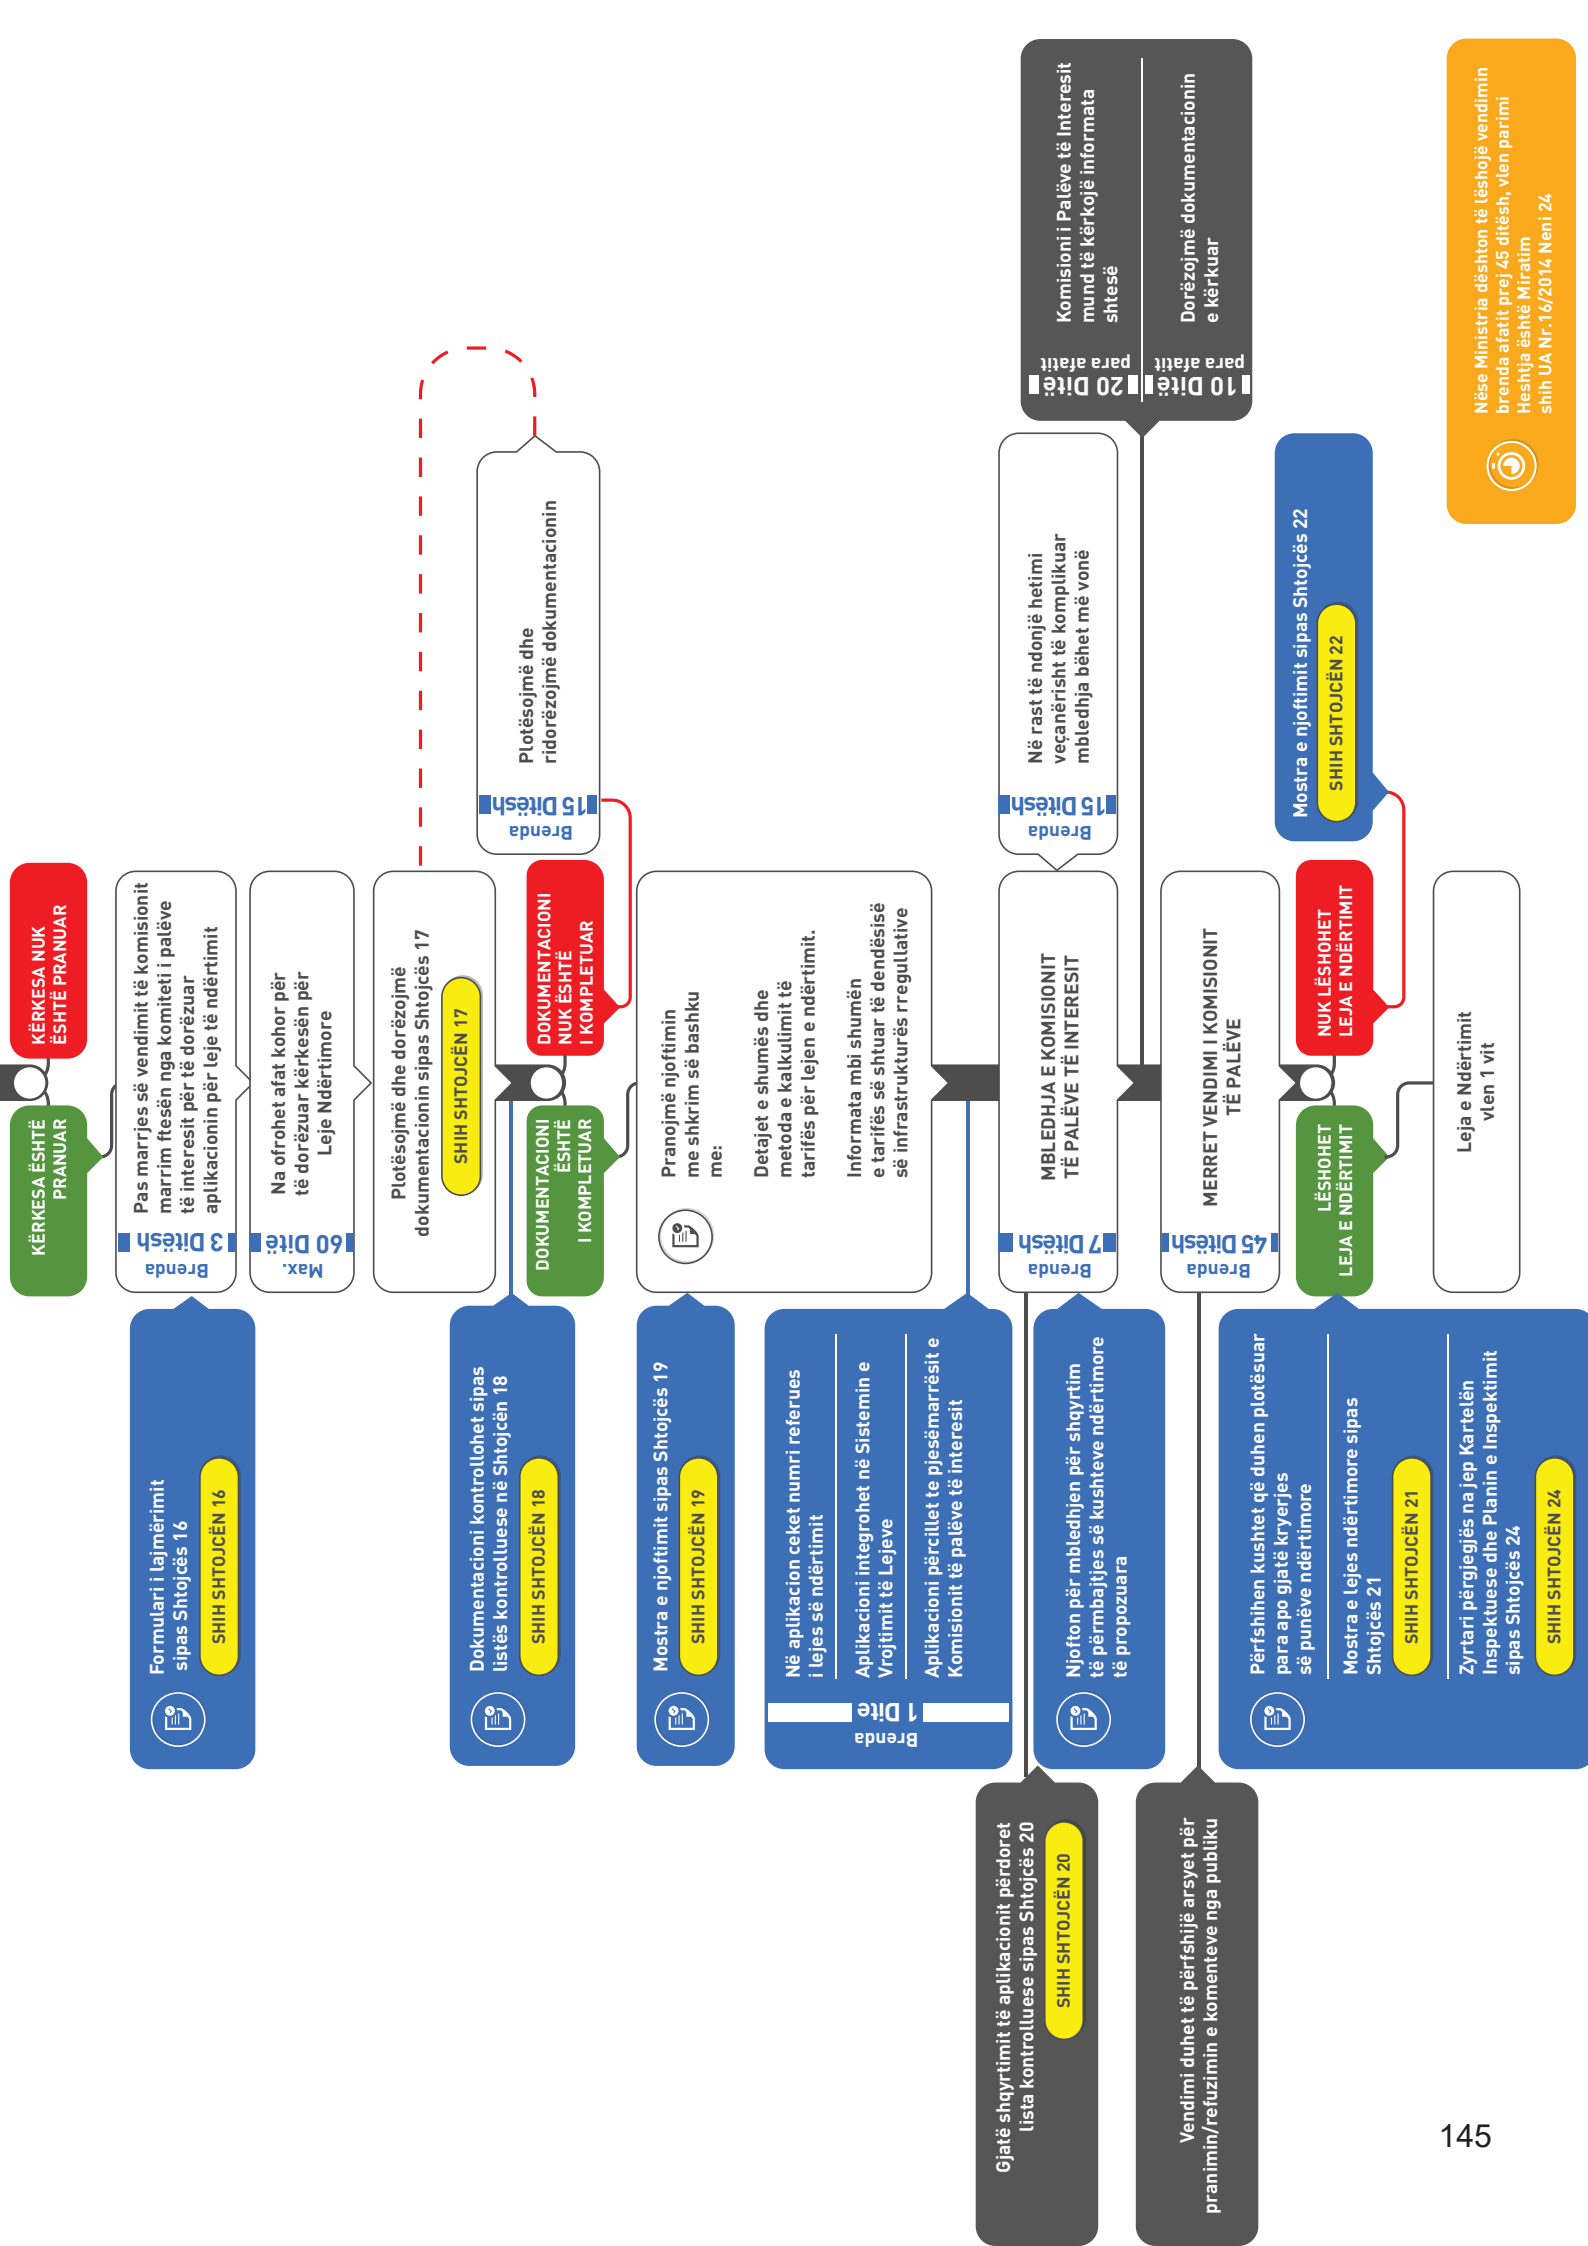 KËRKESA NUK
ËSHTË PRANUAR
KËRKESA ËSHTË
PRANUAR
Pas marrjes së vendimit të komisionit
marrim ftesën nga komiteti i palëve
të interesit për të dorëzuar
aplikacionin për leje të ndërtimit
Brenda
3 Ditësh
Formulari i lajmërimit
sipas Shtojcës 16
SHIH SHTOJCËN 16
Na ofrohet afat kohor për
të dorëzuar kërkesën për
Leje Ndërtimore
Max.
60 Ditë
Plotësojmë dhe dorëzojmë
dokumentacionin sipas Shtojcës 17
SHIH SHTOJCËN 17
Dokumentacioni kontrollohet sipas
listës kontrolluese në Shtojcën 18
SHIH SHTOJCËN 18
Plotësojmë dhe
ridorëzojmë dokumentacionin
Brenda
15 Ditësh
DOKUMENTACIONI
NUK ËSHTË
I KOMPLETUAR
DOKUMENTACIONI
ËSHTË
I KOMPLETUAR
Pranojmë njoftimin
me shkrim së bashku
me:
Detajet e shumës dhe
metoda e kalkulimit të
tarifës për lejen e ndërtimit.
Informata mbi shumën
e tarifës së shtuar të dendësisë
së infrastrukturës rregullative
Mostra e njoftimit sipas Shtojcës 19
SHIH SHTOJCËN 19
Në aplikacion ceket numri referues
i lejes së ndërtimit
Aplikacioni integrohet në Sistemin e
Vrojtimit të Lejeve
Aplikacioni përcillet te pjesëmarrësit e
Komisionit të palëve të interesit
Brenda
1 Dite
Komisioni i Palëve të Interesit
mund të kërkojë informata
shtesë
20 Ditë
para afatit
Dorëzojmë dokumentacionin
e kërkuar
10 Ditë
para afatit
Në rast të ndonjë hetimi
veçanërisht të komplikuar
mbledhja bëhet më vonë
Brenda
15 Ditësh
MBLEDHJA E KOMISIONIT
TË PALËVE TË INTERESIT
Brenda
7 Ditësh
Njofton për mbledhjen për shqyrtim
të përmbajtjes së kushteve ndërtimore
të propozuara
Gjatë shqyrtimit të aplikacionit përdoret
lista kontrolluese sipas Shtojcës 20
SHIH SHTOJCËN 20
MERRET VENDIMI I KOMISIONIT
TË PALËVE
Brenda
45 Ditësh
Vendimi duhet të përfshijë arsyet për
pranimin/refuzimin e komenteve nga publiku
Mostra e njoftimit sipas Shtojcës 22
SHIH SHTOJCËN 22
NUK LËSHOHET
LEJA E NDËRTIMIT
LËSHOHET
LEJA E NDËRTIMIT
Përfshihen kushtet që duhen plotësuar
para apo gjatë kryerjes
së punëve ndërtimore
Mostra e lejes ndërtimore sipas
Shtojcës 21
SHIH SHTOJCËN 21
Zyrtari përgjegjës na jep Kartelën
Inspektuese dhe Planin e Inspektimit
sipas Shtojcës 24
SHIH SHTOJCËN 24
Leja e Ndërtimit
vlen 1 vit
Nëse Ministria dështon të lëshojë vendimin
brenda afatit prej 45 ditësh, vlen parimi
Heshtja është Miratim
shih UA Nr.16/2014 Neni 24
145